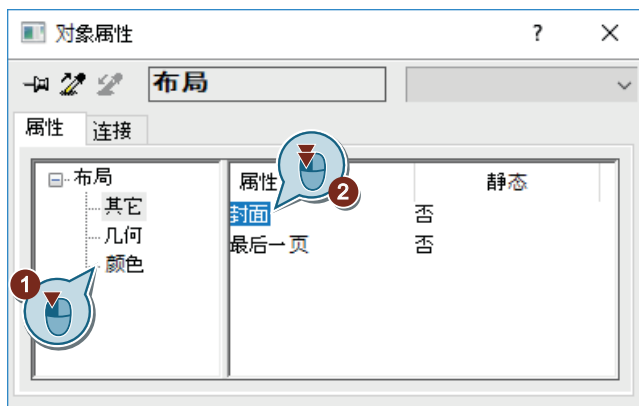 对象属性 ?
布局
属性 连接
布局
其它
几何
颜色
1
属性 静态
2
封面 否
最后一页 否